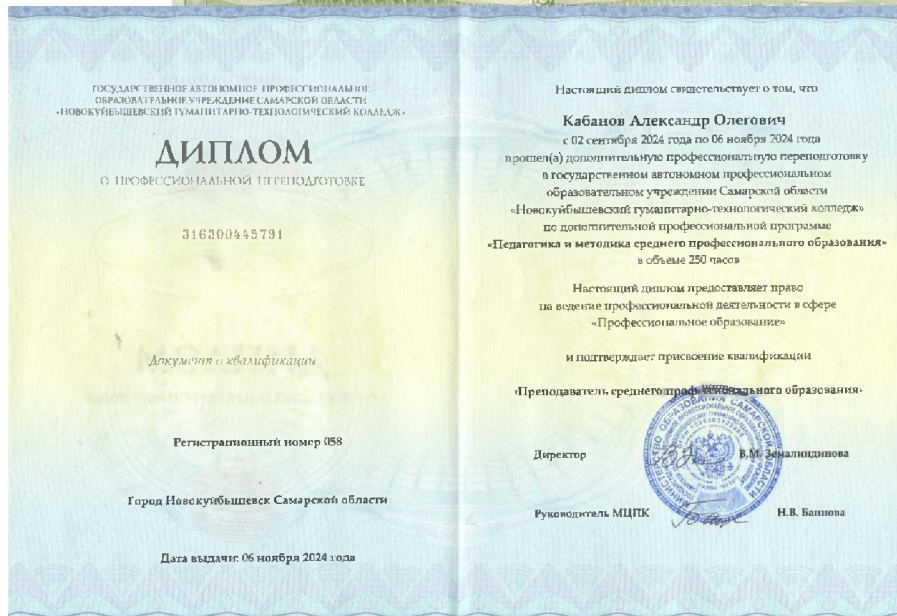 ГОСУДАРСТВЕННОЕ АВТОНОМНОЕ ПРОФЕССИОНАЛЬНОЕ
ОБРАЗОВАТЕЛЬНОЕ УЧРЕЖДЕНИЕ САМАРСКОЙ ОБЛАСТИ
«НОВОКУЙБЫШЕВСКИЙ ГУМАНИТАРНО-ТЕХНОЛОГИЧЕСКИЙ КОЛЛЕДЖ»
ДИПЛОМ
О ПРОФЕССИОНАЛЬНОЙ ПЕРЕПОДГОТОВКЕ
316300445791
Документ о квалификации
Регистрационный номер 058
Город Новокуйбышевск Самарской области
Дата выдачи: 06 ноября 2024 года
Настоящий диплом свидетельствует о том, что
Кабанов Александр Олегович
с 02 сентября 2024 года по 06 ноября 2024 года
прошел(а) дополнительную профессиональную переподготовку
в государственном автономном профессиональном
образовательном учреждении Самарской области
«Новокуйбышевский гуманитарно-технологический колледж»
по дополнительной профессиональной программе
«Педагогика и методика среднего профессионального образования»
в объеме 250 часов
Настоящий диплом предоставляет право
на ведение профессиональной деятельности в сфере
«Профессиональное образование»
и подтверждает присвоение квалификации
«Преподаватель среднего профессионального образования»
МИНИСТЕРСТВО ОБРАЗОВАНИЯ САМАРСКОЙ ОБЛАСТИ
Директор В.М. Земалиндинова
Руководитель МЦПК Н.В. Баннова